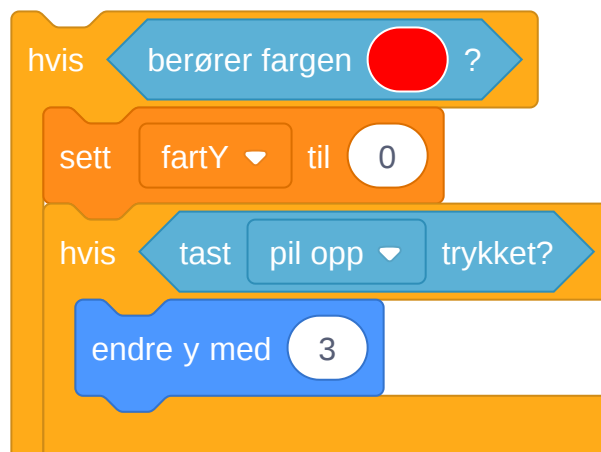 hvis berører fargen ?
sett fartY til 0
hvis tast pil opp trykket?
endre y med 3